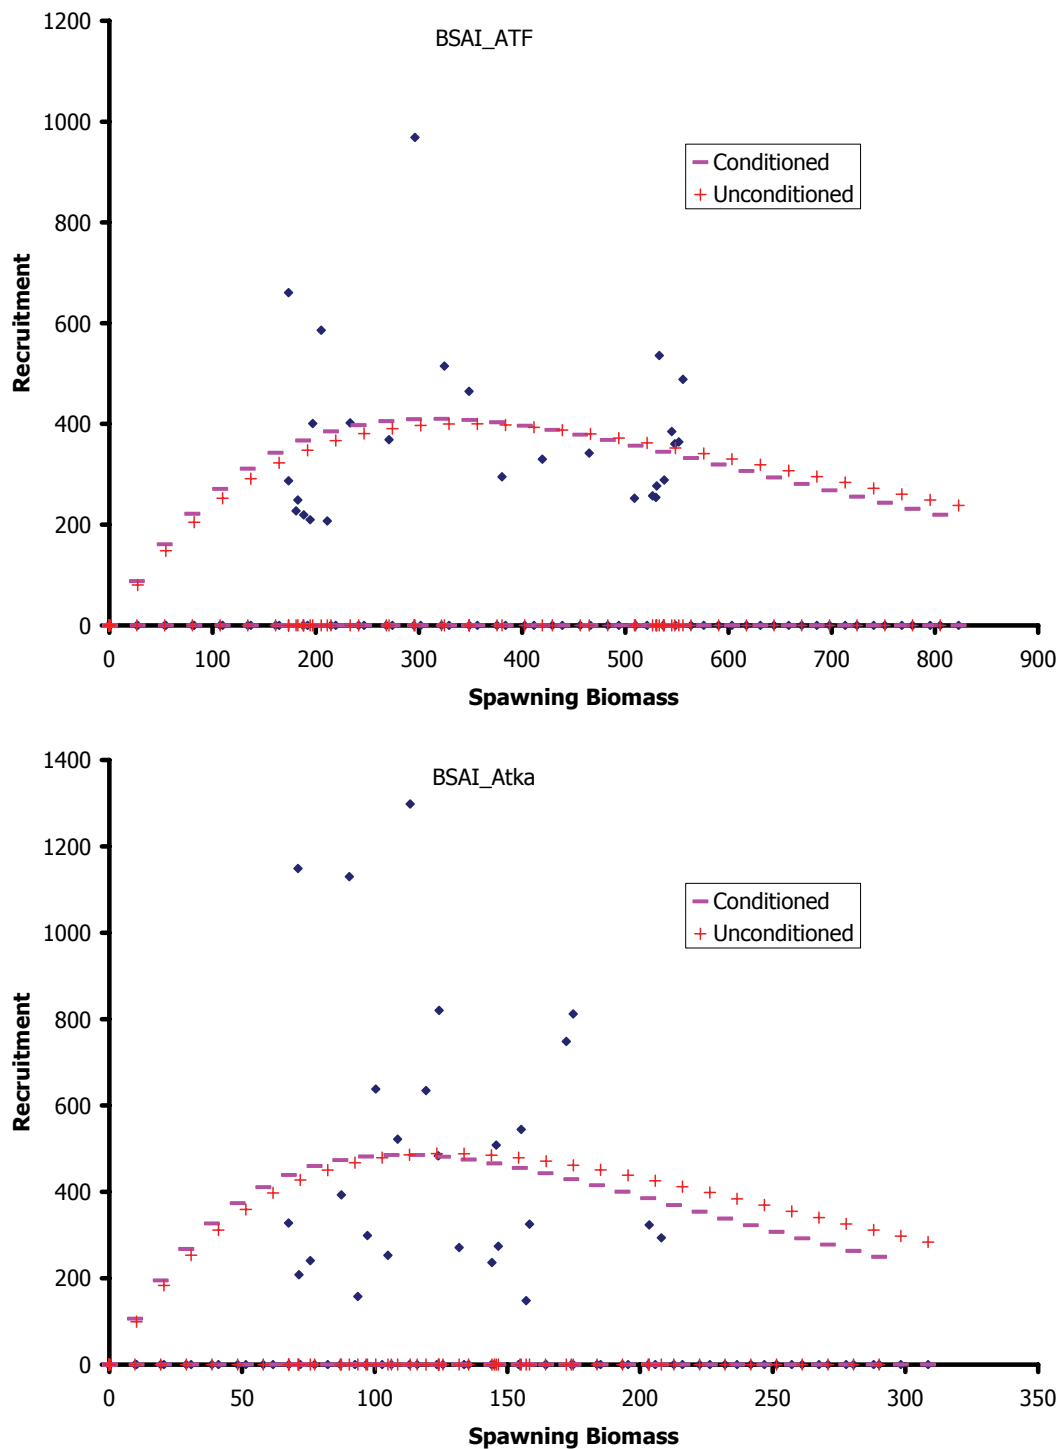 BSAI_ATF
1200
1000
800
600
400
200
0
Recruitment
Conditioned
Unconditioned
0 100 200 300 400 500 600 700 800 900
Spawning Biomass
BSAI_Atka
1400
1200
1000
800
600
400
200
0
Recruitment
Conditioned
Unconditioned
0 50 100 150 200 250 300 350
Spawning Biomass